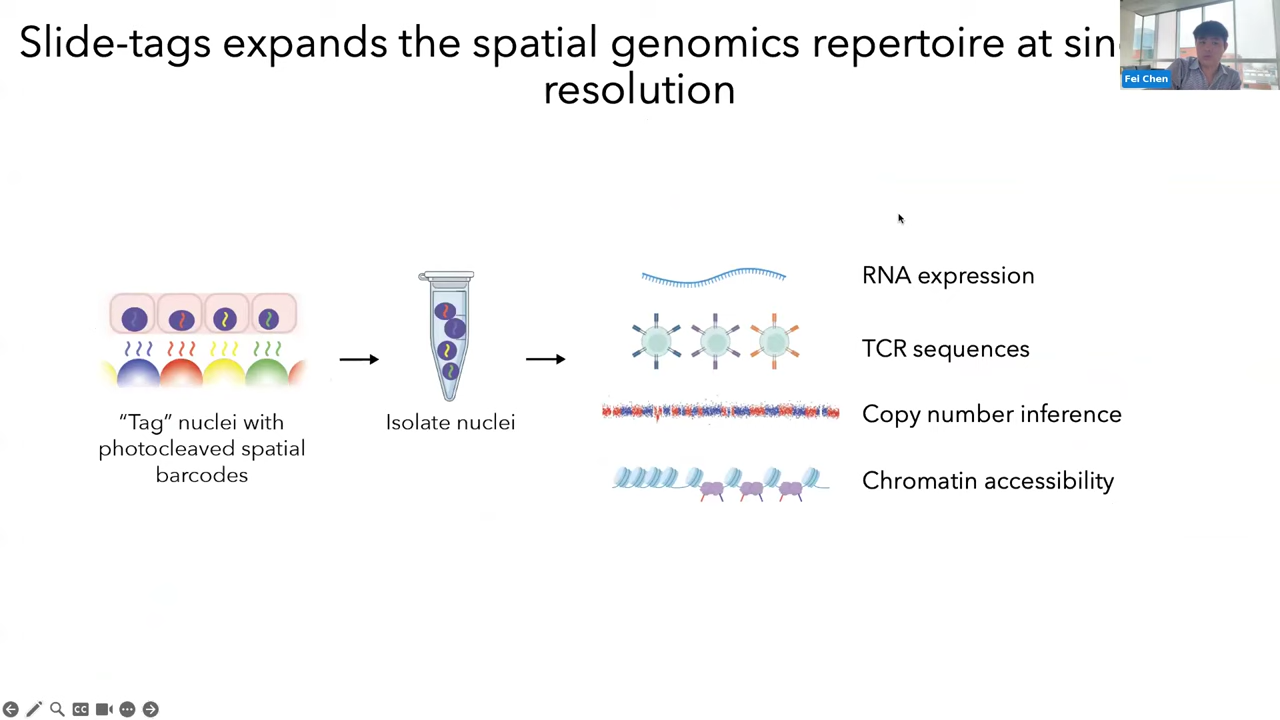 Slide-tags expands the spatial genomics repertoire at
resolution
Fei Chen
RNA expression
TCR sequences
“Tag” nuclei with
photocleaved spatial
barcodes
Isolate nuclei
Copy number inference
Chromatin accessibility
CC